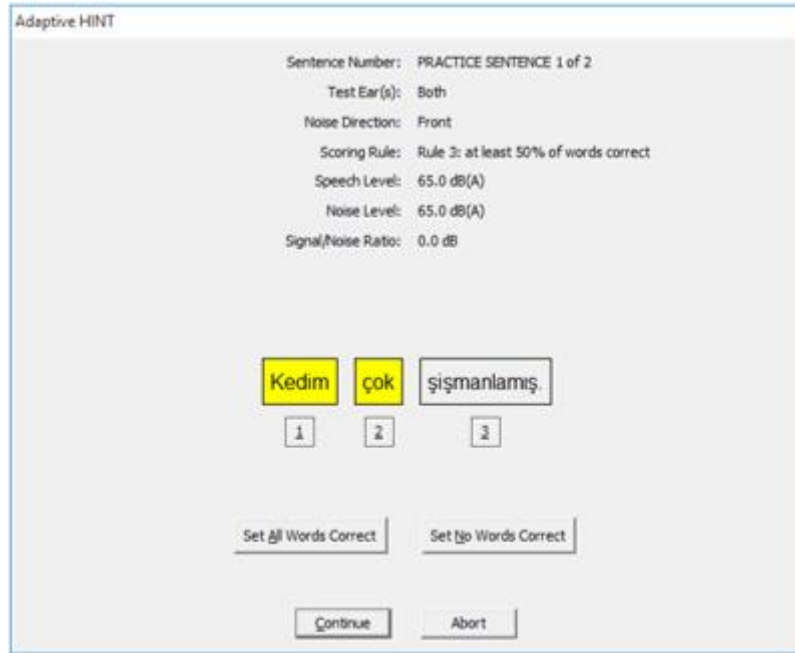 Adaptive HINT
Sentence Number: PRACTICE SENTENCE 1 of 2
Test Ear(s): Both
Noise Direction: Front
Scoring Rule: Rule 3: at least 50% of words correct
Speech Level: 65.0 dB(A)
Noise Level: 65.0 dB(A)
Signal/Noise Ratio: 0.0 dB
Kedim çok şişmanlamış.
1 2 3
Set All Words Correct Set No Words Correct
Continue Abort